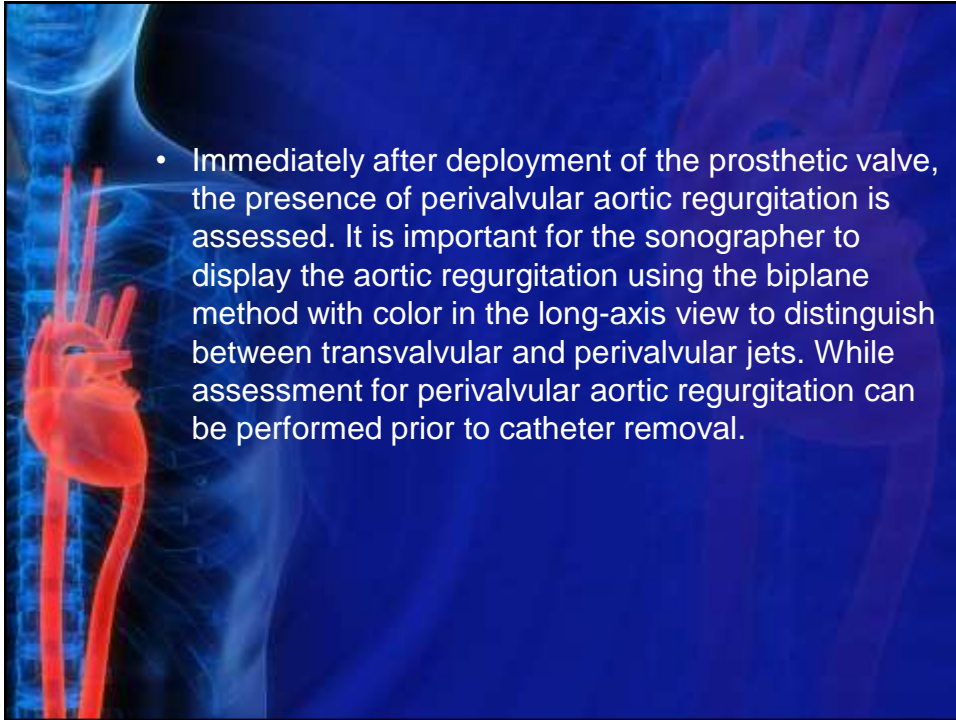 • Immediately after deployment of the prosthetic valve,
the presence of perivalvular aortic regurgitation is
assessed. It is important for the sonographer to
display the aortic regurgitation using the biplane
method with color in the long-axis view to distinguish
between transvalvular and perivalvular jets. While
assessment for perivalvular aortic regurgitation can
be performed prior to catheter removal.